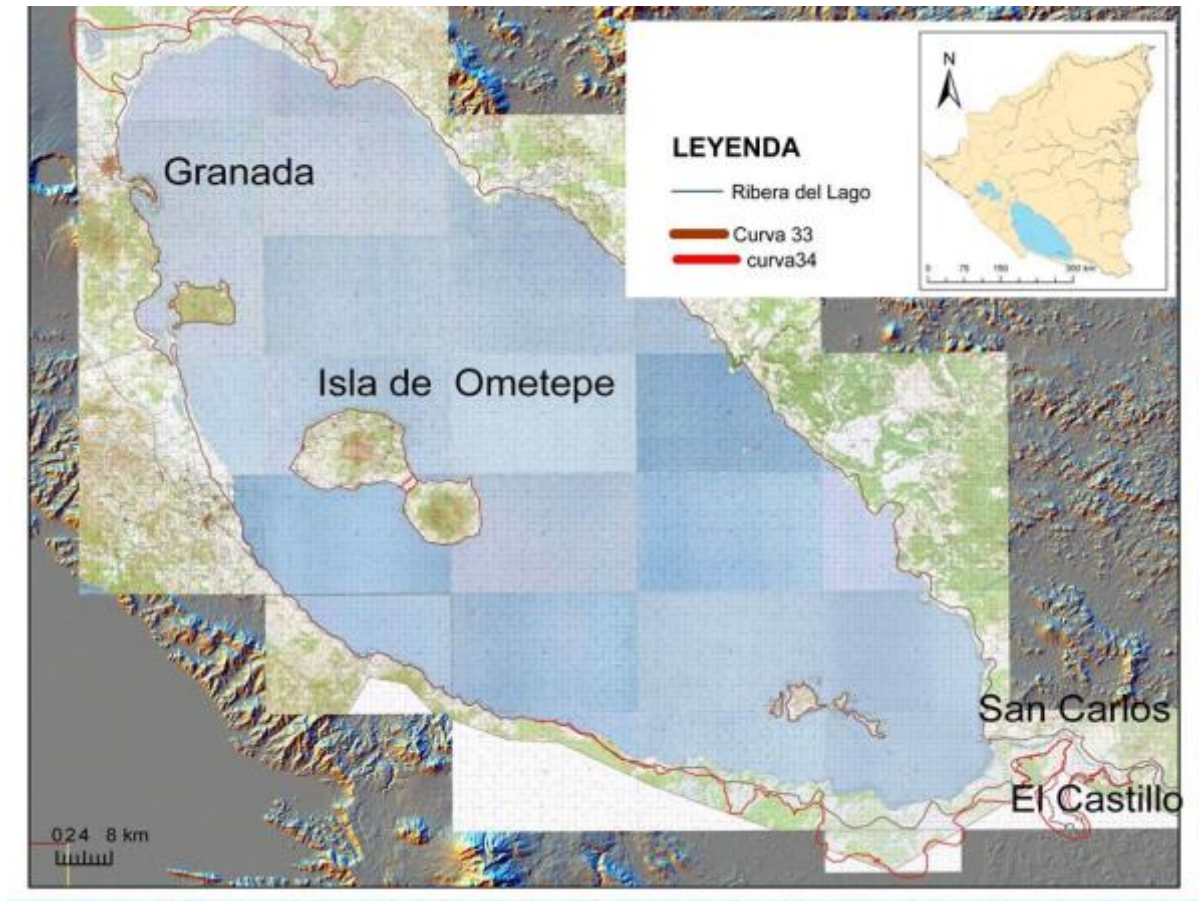 N
LEYENDA
Ribera del Lago
Curva 33
curva34
0 75 150 300 km
Granada
Isla de Ometepe
San Carlos
El Castillo
0 2 4 8 km